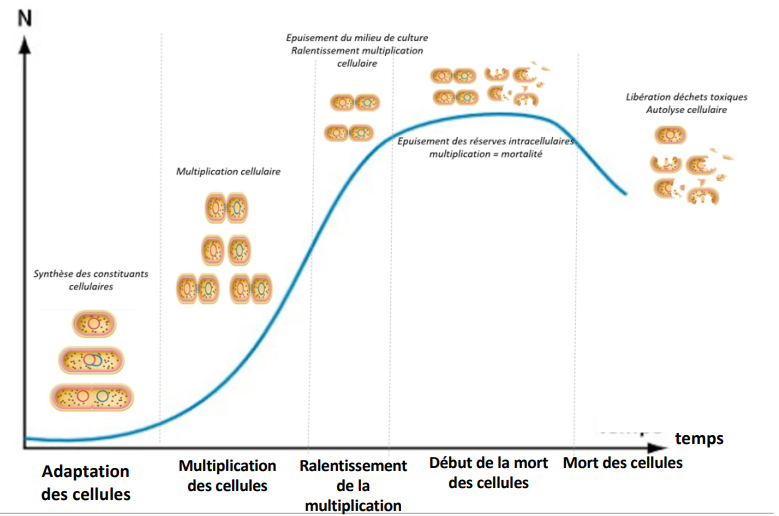 N
Epuisement du milieu de culture
Ralentissement multiplication
cellulaire
Libération déchets toxiques
Autolyse cellulaire
Epuisement des réserves intracellulaires
multiplication = mortalité
Multiplication cellulaire
Synthèse des constituants
cellulaires
temps
Adaptation
des cellules
Multiplication
des cellules
Ralentissement
de la
multiplication
Début de la mort
des cellules
Mort des cellules